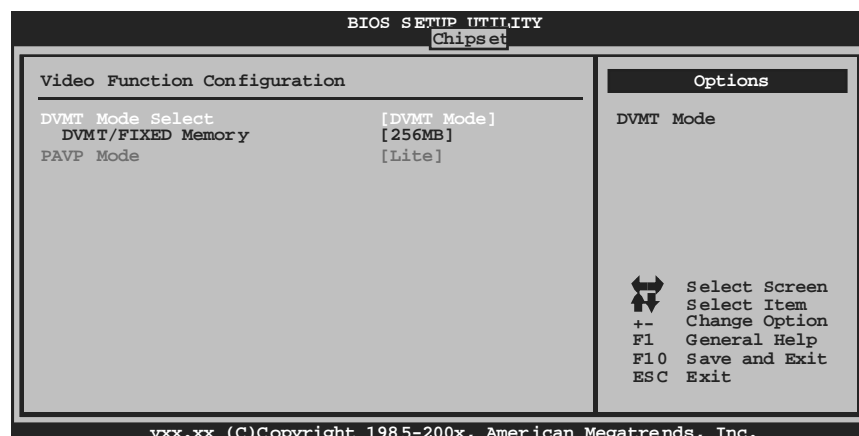 BIOS SETUP UTILITY
Chipset
Video Function Configuration
DVMT Mode Select [DVMT Mode]
DVMT/FIXED Memory [256MB]
PAVP Mode [Lite]
Options
DVMT Mode
Select Screen
Select Item
+- Change Option
F1 General Help
F10 Save and Exit
ESC Exit
vxx.xx (C)Copyright 1985-200x, American Megatrends, Inc.